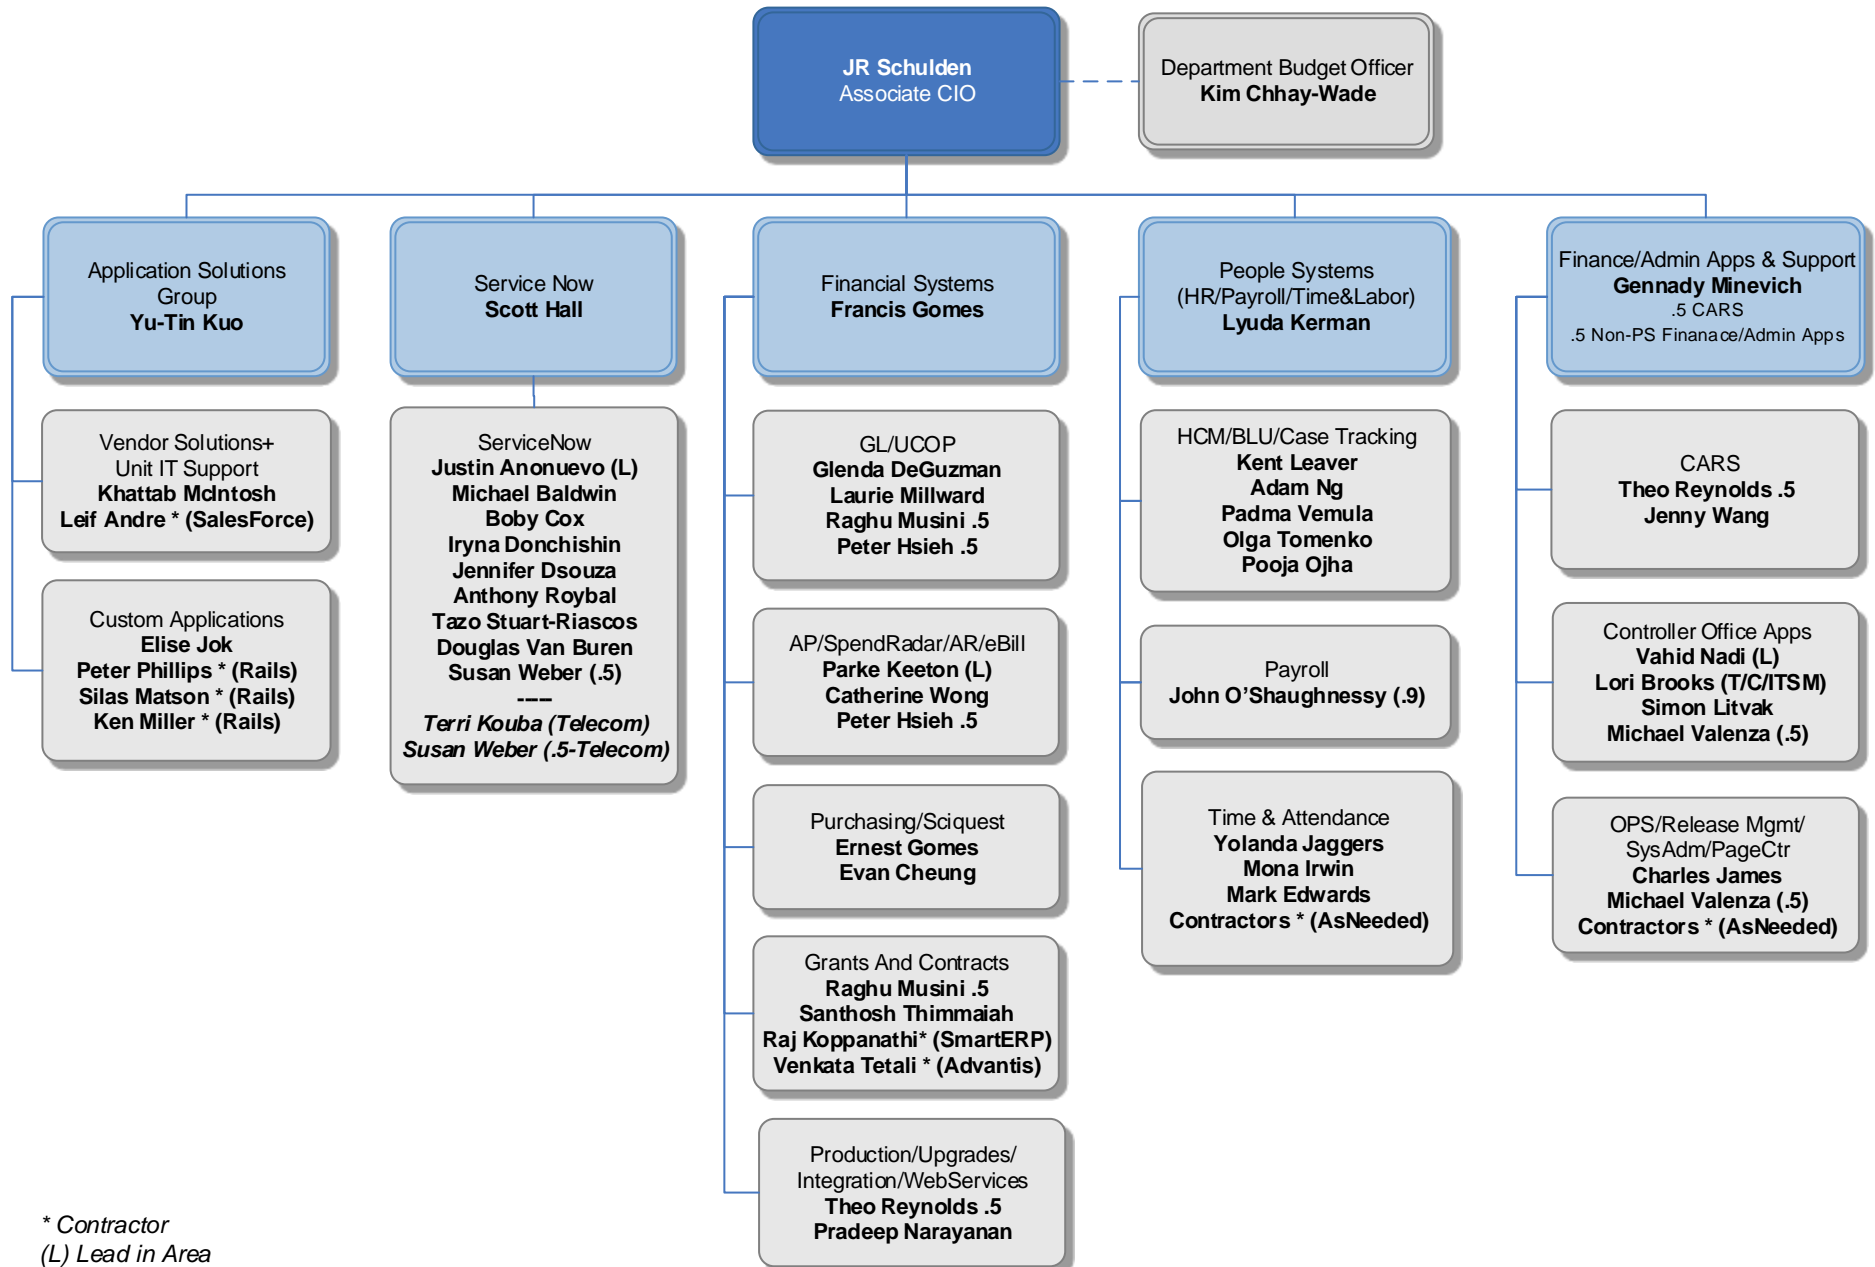 JR Schulden
Associate CIO
Department Budget Officer
Kim Chhay-Wade
Application Solutions
Group
Yu-Tin Kuo
Vendor Solutions+
Unit IT Support
Khattab McIntosh
Leif Andre * (SalesForce)
Custom Applications
Elise Jok
Peter Phillips * (Rails)
Silas Matson * (Rails)
Ken Miller * (Rails)
Service Now
Scott Hall
ServiceNow
Justin Anonuevo (L)
Michael Baldwin
Boby Cox
Iryna Donchishin
Jennifer Dsouza
Anthony Roybal
Tazo Stuart-Riascos
Douglas Van Buren
Susan Weber (.5)
----
Terri Kouba (Telecom)
Susan Weber (.5-Telecom)
Financial Systems
Francis Gomes
GL/UCOP
Glenda DeGuzman
Laurie Millward
Raghu Musini .5
Peter Hsieh .5
AP/SpendRadar/AR/eBill
Parke Keeton (L)
Catherine Wong
Peter Hsieh .5
Purchasing/Sciquest
Ernest Gomes
Evan Cheung
Grants And Contracts
Raghu Musini .5
Santhosh Thimmaiah
Raj Koppanathi* (SmartERP)
Venkata Tetali * (Advantis)
Production/Upgrades/
Integration/WebServices
Theo Reynolds .5
Pradeep Narayanan
People Systems
(HR/Payroll/Time&Labor)
Lyuda Kerman
HCM/BLU/Case Tracking
Kent Leaver
Adam Ng
Padma Vemula
Olga Tomenko
Pooja Ojha
Payroll
John O’Shaughnessy (.9)
Time & Attendance
Yolanda Jaggers
Mona Irwin
Mark Edwards
Contractors * (AsNeeded)
Finance/Admin Apps & Support
Gennady Minevich
.5 CARS
.5 Non-PS Finanace/Admin Apps
CARS
Theo Reynolds .5
Jenny Wang
Controller Office Apps
Vahid Nadi (L)
Lori Brooks (T/C/ITSM)
Simon Litvak
Michael Valenza (.5)
OPS/Release Mgmt/
SysAdm/PageCtr
Charles James
Michael Valenza (.5)
Contractors * (AsNeeded)
* Contractor
(L) Lead in Area